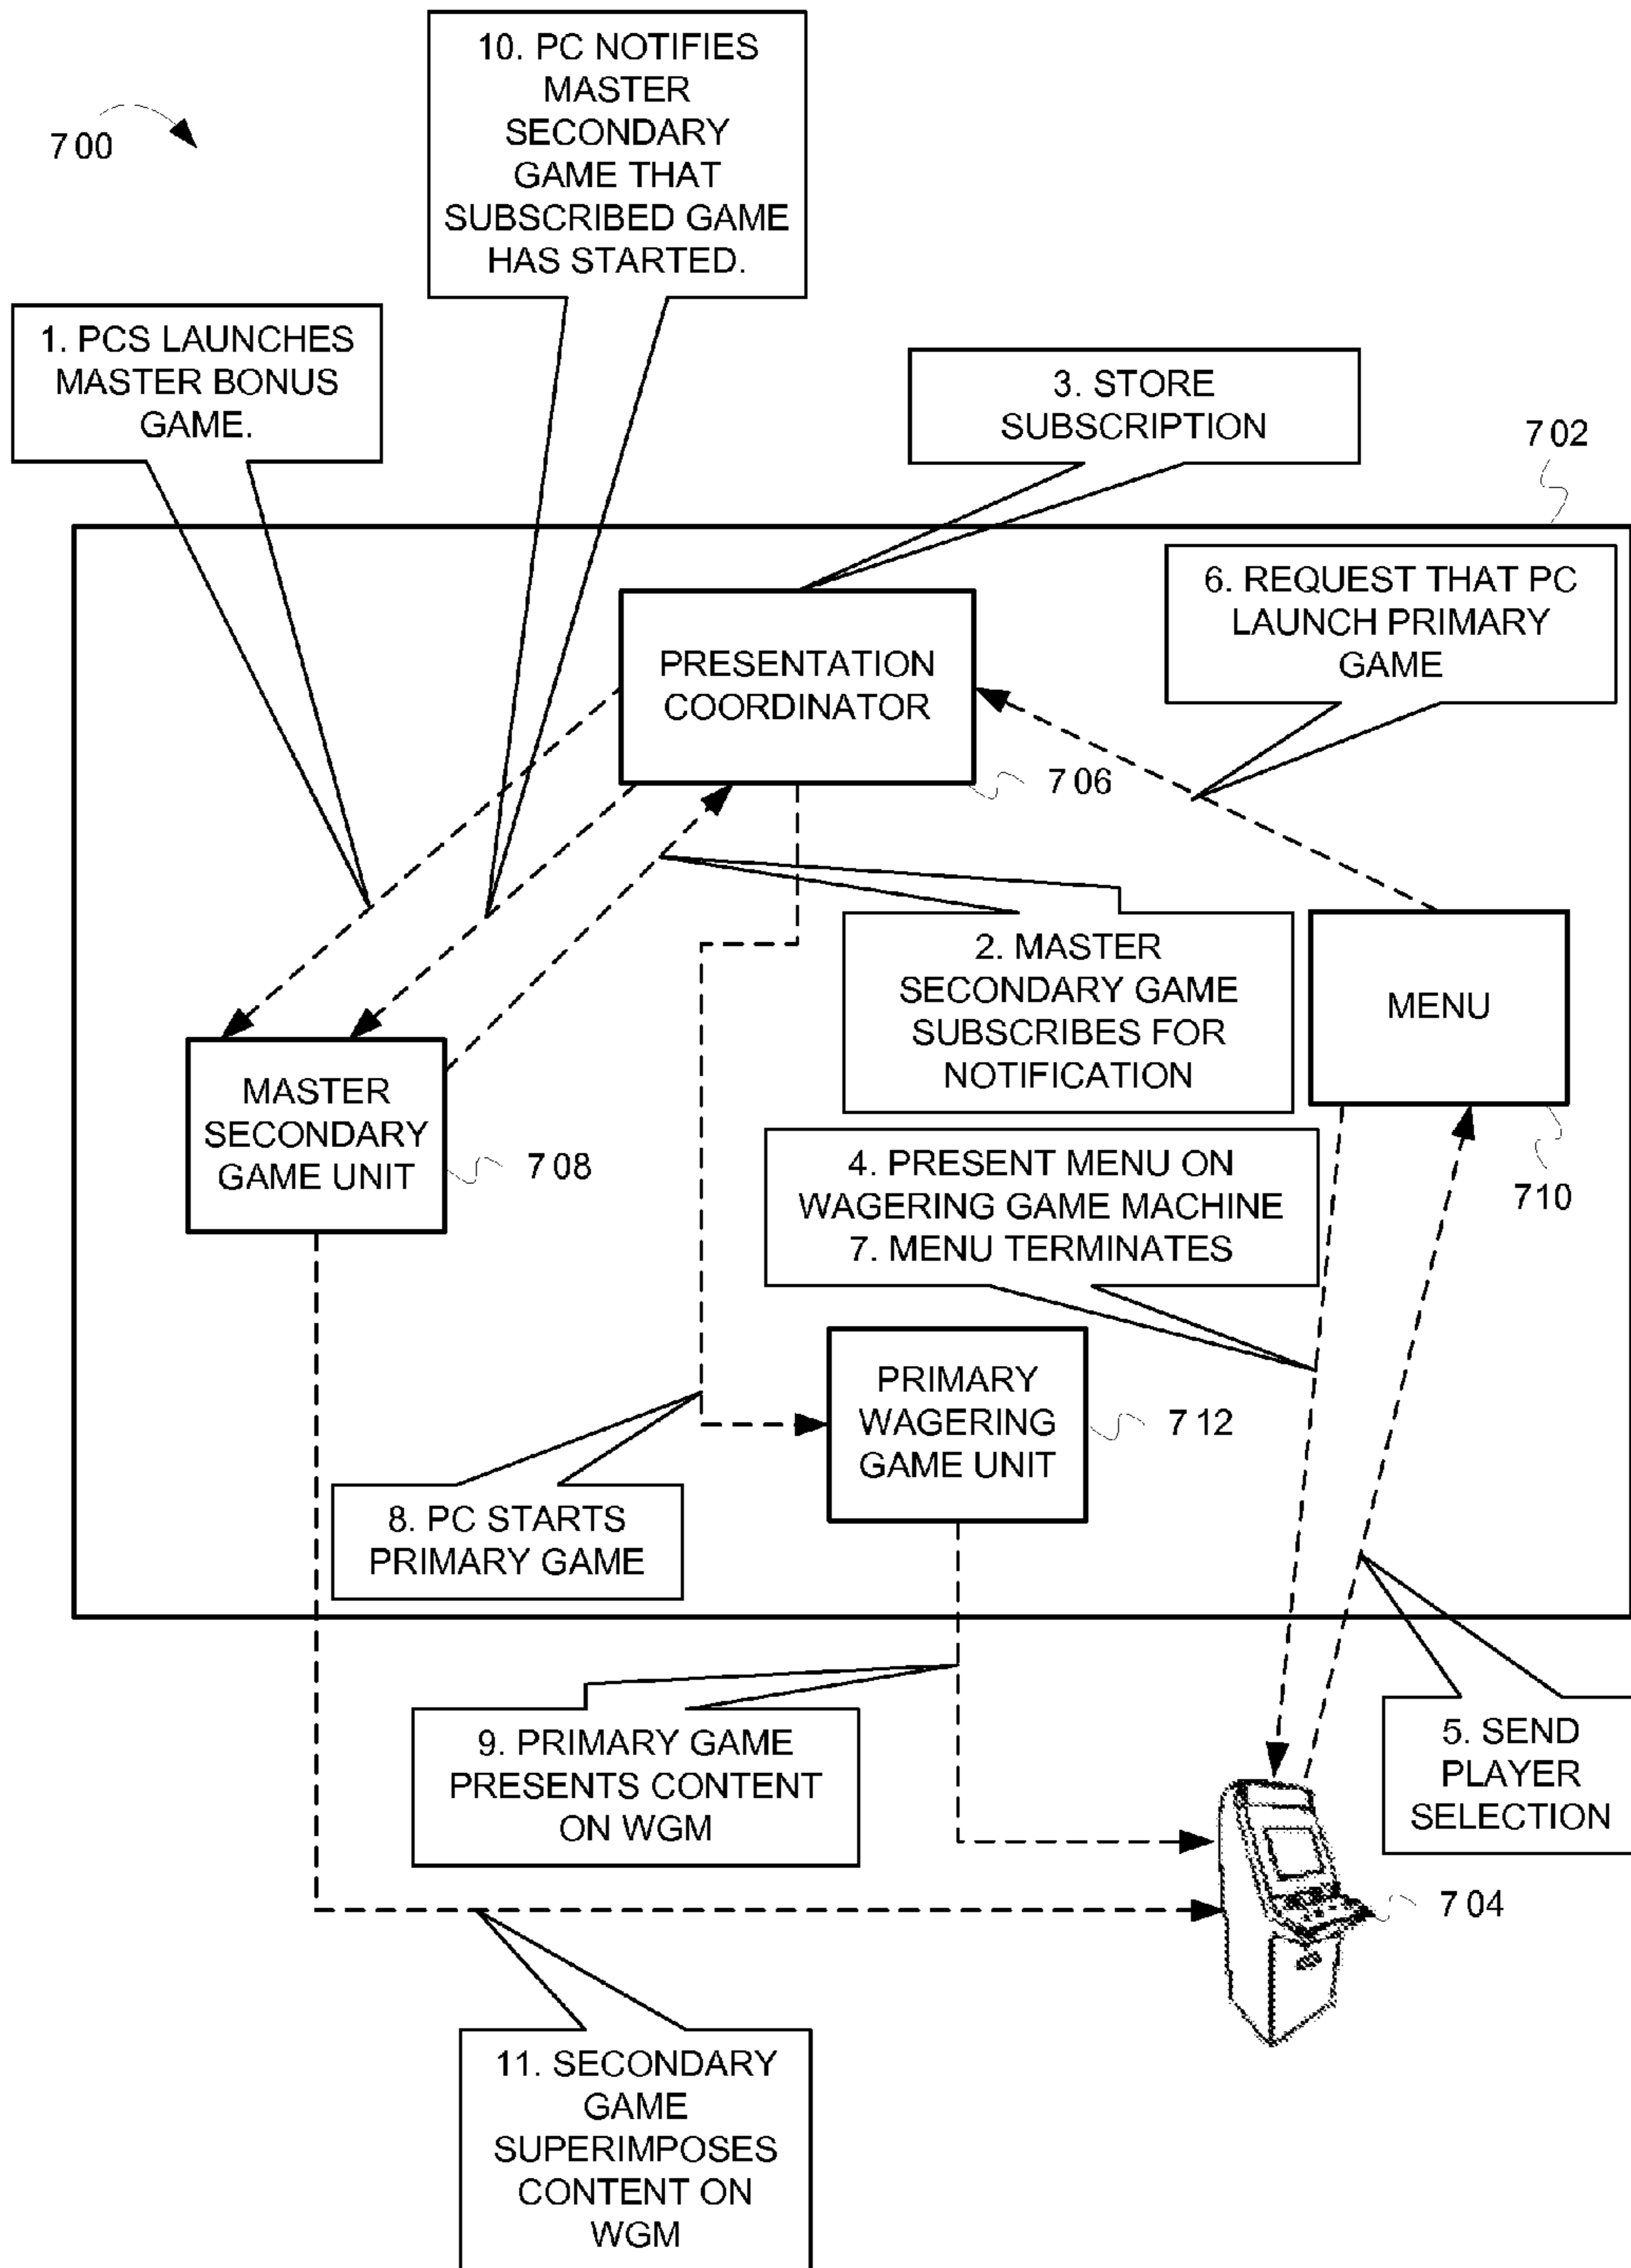 10. PC NOTIFIES
MASTER
SECONDARY
GAME THAT
SUBSCRIBED GAME
HAS STARTED.
700
1. PCS LAUNCHES
MASTER BONUS
GAME.
3. STORE
SUBSCRIPTION
702
6. REQUEST THAT PC
LAUNCH PRIMARY
GAME
PRESENTATION
COORDINATOR
706
2. MASTER
SECONDARY GAME
SUBSCRIBES FOR
NOTIFICATION
MENU
710
MASTER
SECONDARY
GAME UNIT
708
4. PRESENT MENU ON
WAGERING GAME MACHINE
7. MENU TERMINATES
PRIMARY
WAGERING
GAME UNIT
712
8. PC STARTS
PRIMARY GAME
9. PRIMARY GAME
PRESENTS CONTENT
ON WGM
5. SEND
PLAYER
SELECTION
704
11. SECONDARY
GAME
SUPERIMPOSES
CONTENT ON
WGM